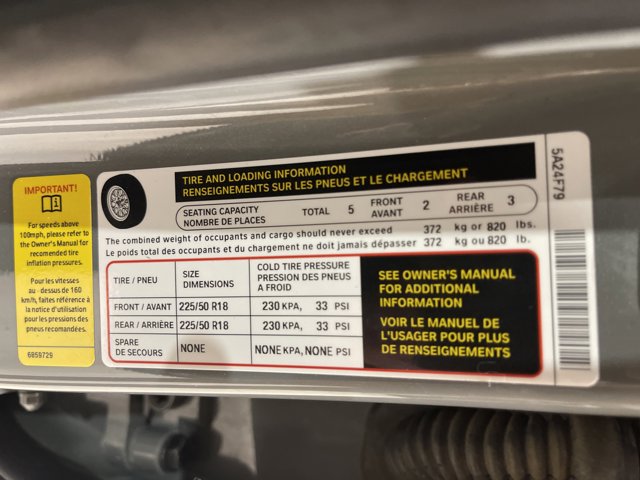 IMPORTANT!
For speeds above
100mph, please refer to
the Owner's Manual for
recomended tire
inflation pressures.
Pour les vitesses
au - dessus de 160
km/h, faites référence à
la notice d'utilisation
pour les pressions des
pneus recomandées.
6859729
TIRE AND LOADING INFORMATION
RENSEIGNEMENTS SUR LES PNEUS ET LE CHARGEMENT
SEATING CAPACITY
NOMBRE DE PLACES
TOTAL 5
FRONT
AVANT 2
REAR
ARRIÈRE 3
The combined weight of occupants and cargo should never exceed 372 kg or 820 lbs.
Le poids total des occupants et du chargement ne doit jamais dépasser 372 kg ou 820 lb.
TIRE / PNEU
SIZE
DIMENSIONS
COLD TIRE PRESSURE
PRESSION DES PNEUS
A FROID
FRONT / AVANT 225/50 R18 230 KPA, 33 PSI
REAR / ARRIÈRE 225/50 R18 230 KPA, 33 PSI
SPARE
DE SECOURS NONE NONE KPA, NONE PSI
SEE OWNER'S MANUAL
FOR ADDITIONAL
INFORMATION
VOIR LE MANUEL DE
L'USAGER POUR PLUS
DE RENSEIGNEMENTS
5A24F79